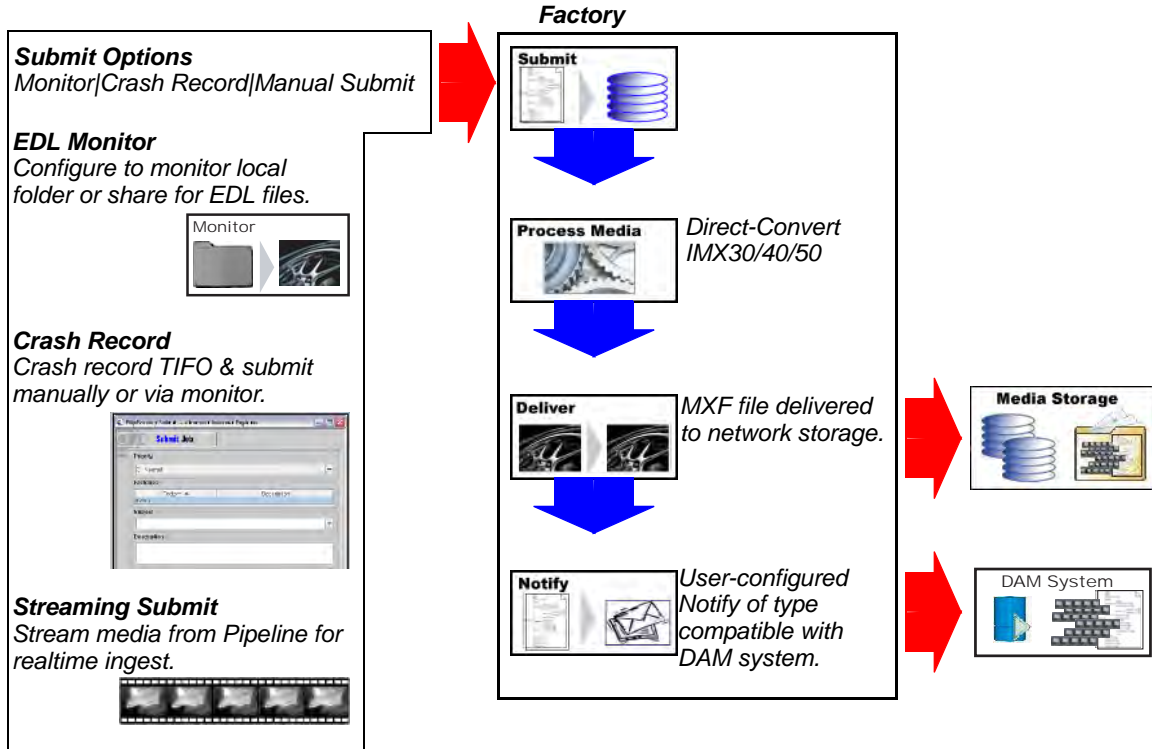 Factory
Submit Options
Monitor|Crash Record|Manual Submit
EDL Monitor
Configure to monitor local
folder or share for EDL files.
Monitor
Crash Record
Crash record TIFO & submit
manually or via monitor.
Submit Job
Priority
Normal
Description
Streaming Submit
Stream media from Pipeline for
realtime ingest.
Submit
Process Media
Direct-Convert
IMX30/40/50
Deliver
MXF file delivered
to network storage.
Notify
User-configured
Notify of type
compatible with
DAM system.
Media Storage
DAM System